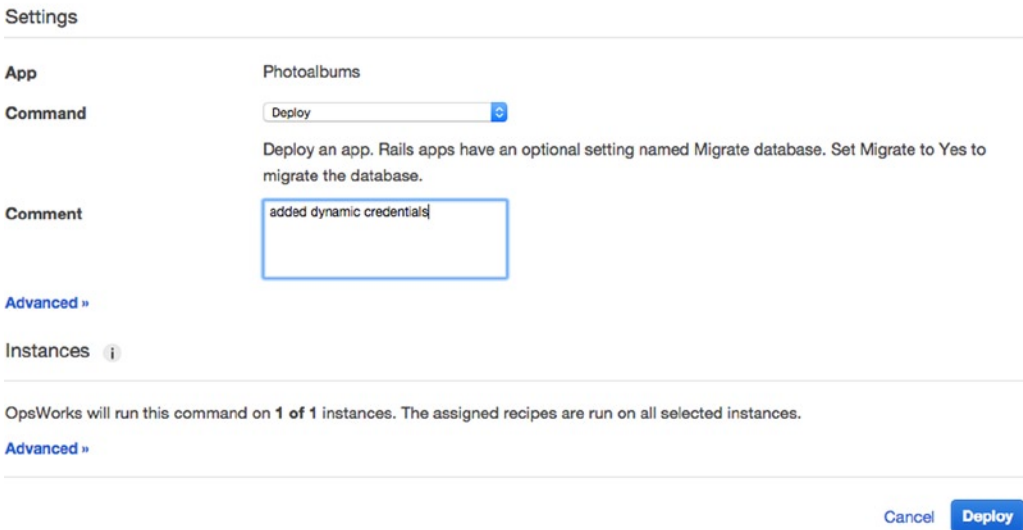 Settings
App Photoalbums
Command Deploy
Deploy an app. Rails apps have an optional setting named Migrate database. Set Migrate to Yes to
migrate the database.
Comment added dynamic credentials
Advanced »
Instances i
OpsWorks will run this command on 1 of 1 instances. The assigned recipes are run on all selected instances.
Advanced »
Cancel Deploy